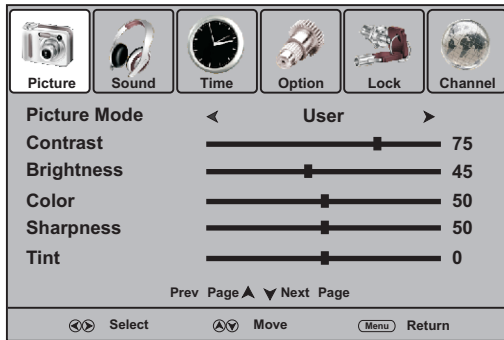 Picture Sound Time Option Lock Channel
Picture Mode User
Contrast 75
Brightness 45
Color 50
Sharpness 50
Tint 0
Prev Page Next Page
Select Move Menu Return